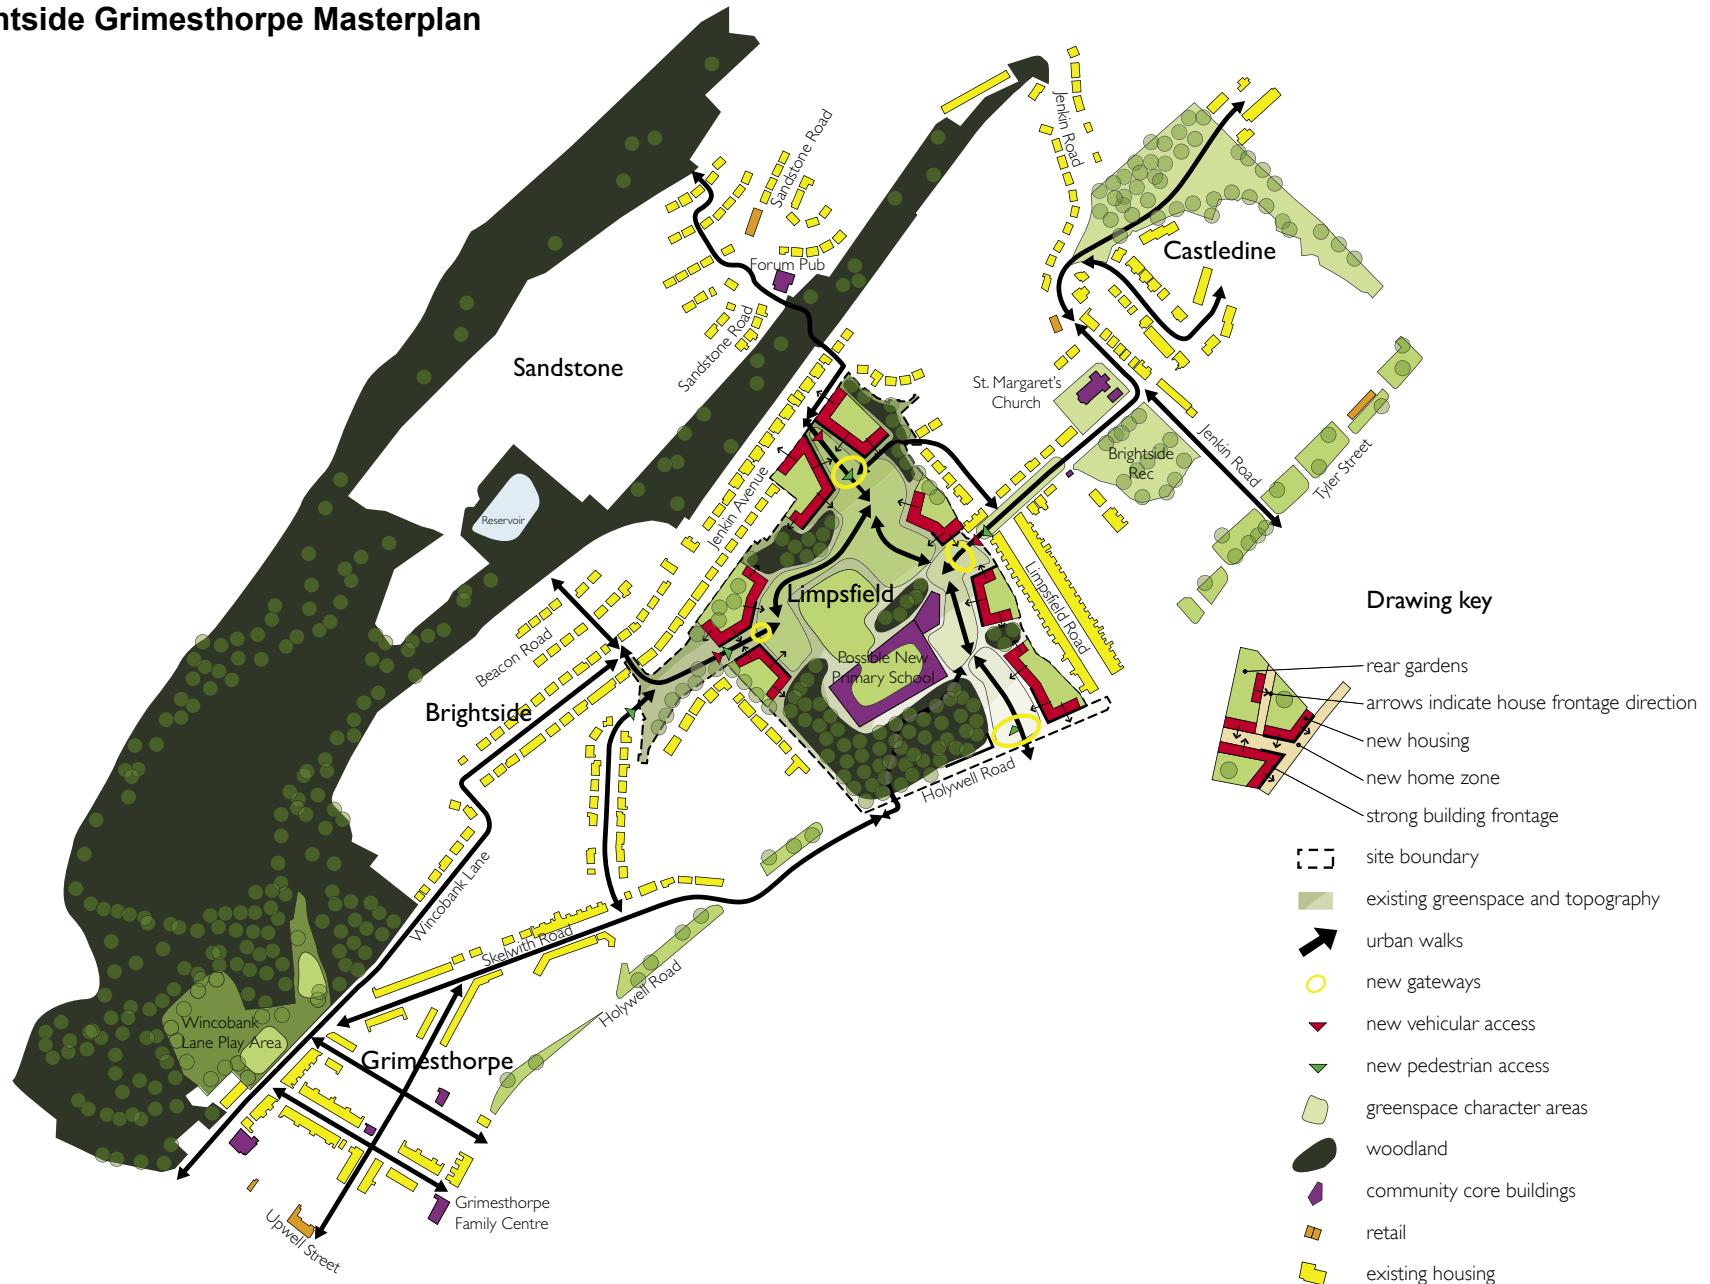 ntside Grimesthorpe Masterplan
Jenkin Road
Sandstone Road
Castledine
Forum Pub
Sandstone Road
Sandstone
St. Margaret's
Church
Brightside
Rec
Jenkin Road
Tyler Street
Reservoir
Jenkin Avenue
Limpsfield
Limpsfield Road
Possible New
Primary School
Beacon Road
Brightside
Holywell Road
Wincobank Lane
Skelwith Road
Holywell Road
Wincobank
Lane Play Area
Grimesthorpe
Grimesthorpe
Family Centre
Upwell Street
Drawing key
rear gardens
arrows indicate house frontage direction
new housing
new home zone
strong building frontage
site boundary
existing greenspace and topography
urban walks
new gateways
new vehicular access
new pedestrian access
greenspace character areas
woodland
community core buildings
retail
existing housing